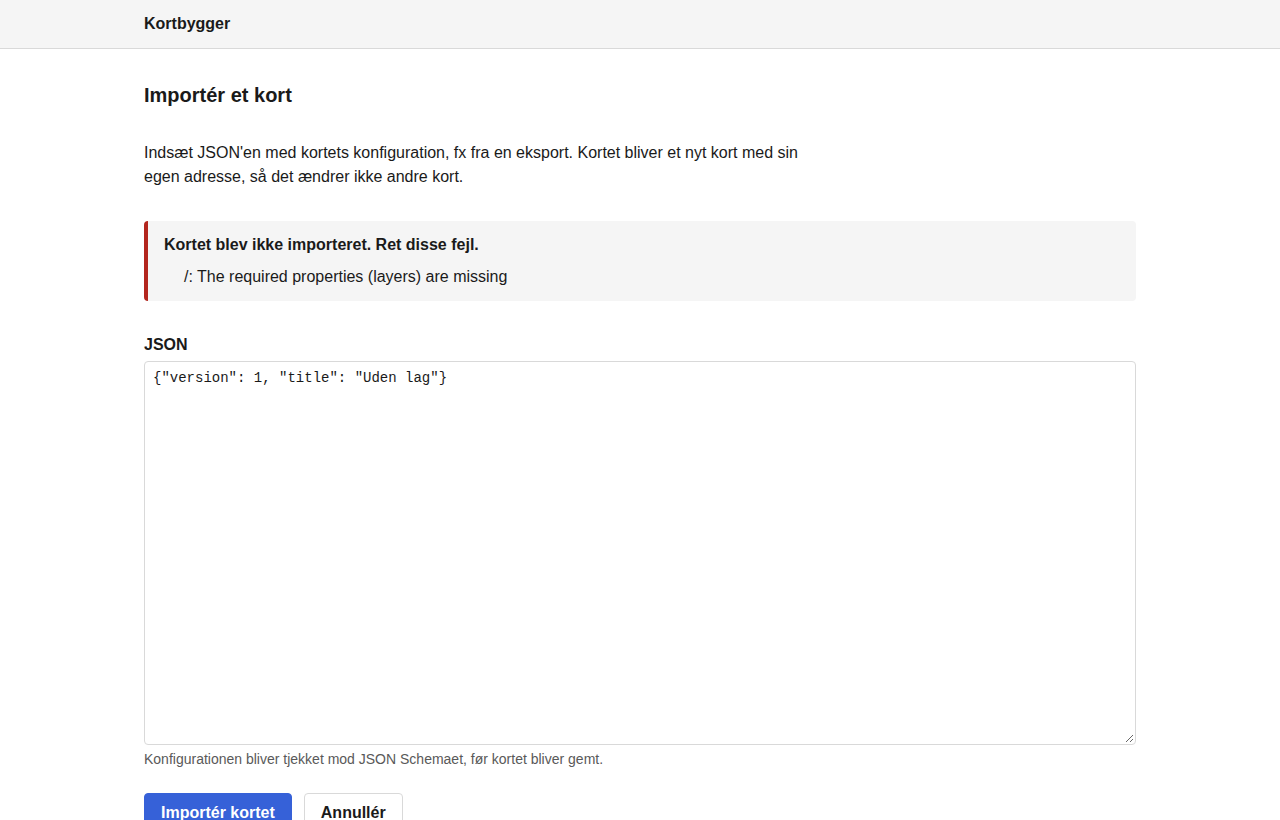 Kortbygger
Importér et kort
Indsæt JSON'en med kortets konfiguration, fx fra en eksport. Kortet bliver et nyt kort med sin
egen adresse, så det ændrer ikke andre kort.
Kortet blev ikke importeret. Ret disse fejl.
/: The required properties (layers) are missing
JSON
{"version": 1, "title": "Uden lag"}
Konfigurationen bliver tjekket mod JSON Schemaet, før kortet bliver gemt.
Importér kortet
Annullér